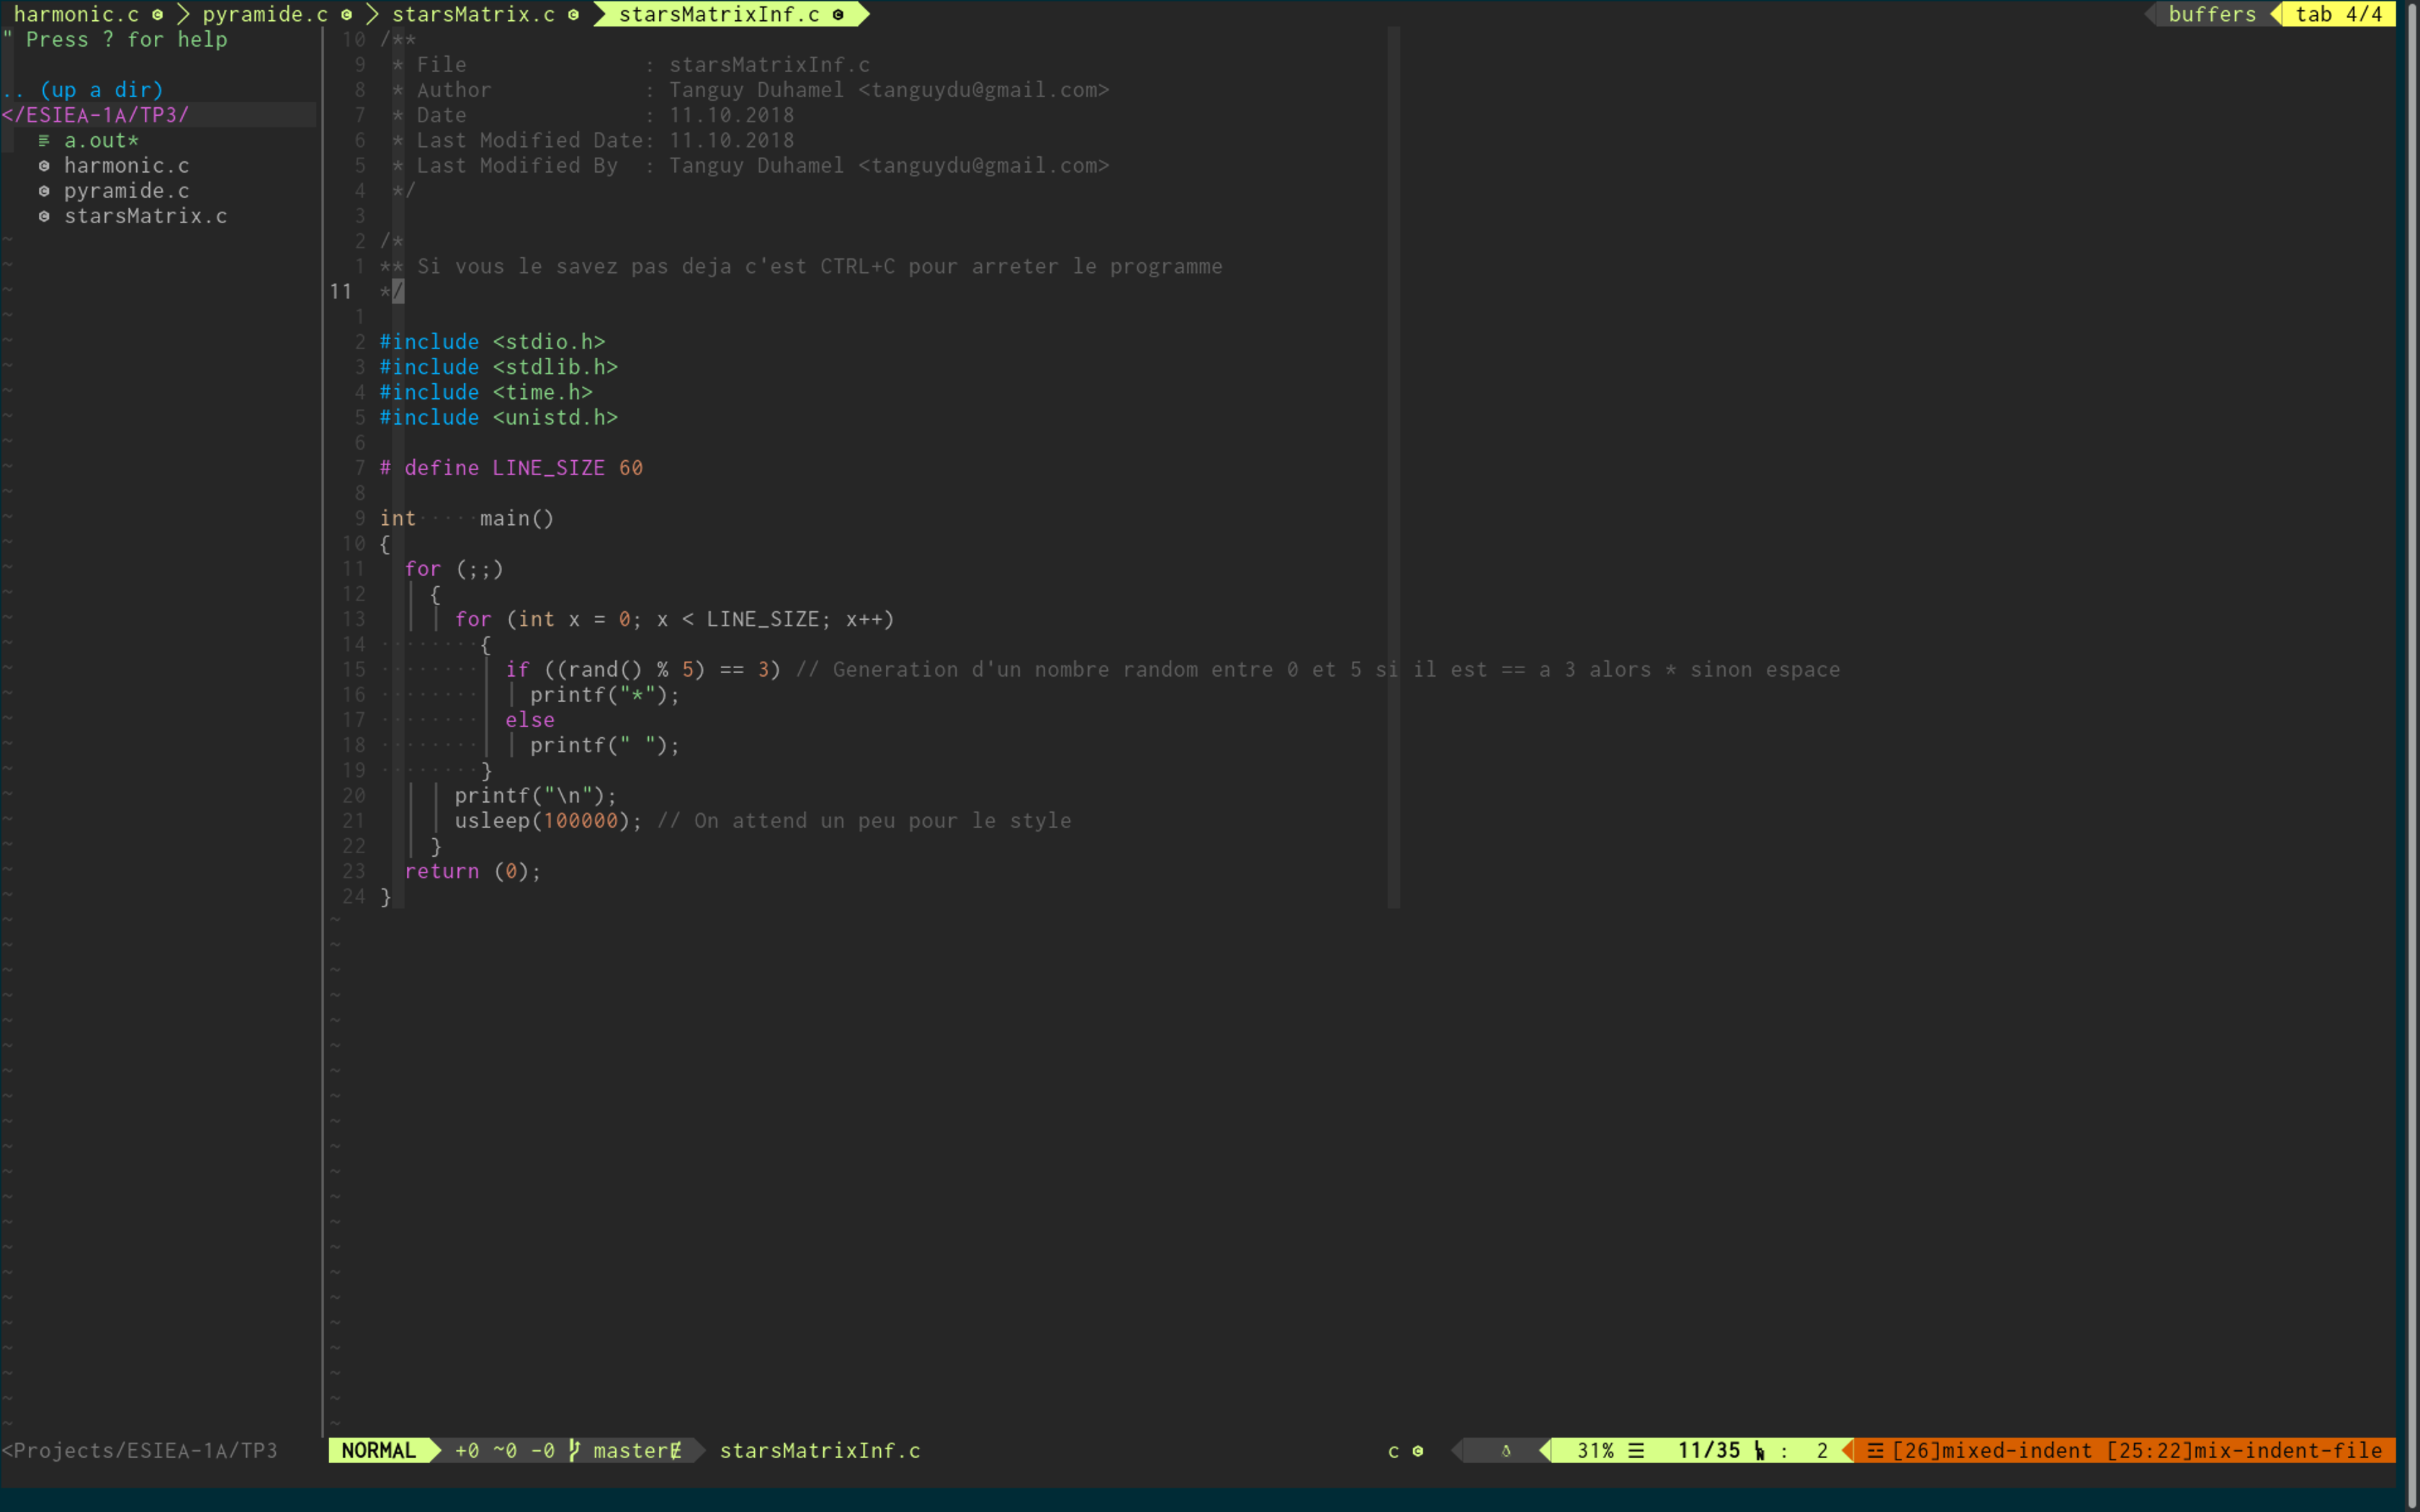 harmonic.c > pyramide.c > starsMatrix.c > starsMatrixInf.c buffers tab 4/4
" Press ? for help
.. (up a dir)
</ESIEA-1A/TP3/
a.out*
harmonic.c
pyramide.c
starsMatrix.c
10 /**
9 * File : starsMatrixInf.c
8 * Author : Tanguy Duhamel <tanguydu@gmail.com>
7 * Date : 11.10.2018
6 * Last Modified Date: 11.10.2018
5 * Last Modified By : Tanguy Duhamel <tanguydu@gmail.com>
4 */
3
2 /*
1 ** Si vous le savez pas deja c'est CTRL+C pour arreter le programme
11 */
1
2 #include <stdio.h>
3 #include <stdlib.h>
4 #include <time.h>
5 #include <unistd.h>
6
7 # define LINE_SIZE 60
8
9 int main()
10 {
11 for (;;)
12 {
13 for (int x = 0; x < LINE_SIZE; x++)
14 {
15 if ((rand() % 5) == 3) // Generation d'un nombre random entre 0 et 5 si il est == a 3 alors * sinon espace
16 printf("*");
17 else
18 printf(" ");
19 }
20 printf("\n");
21 usleep(100000); // On attend un peu pour le style
22 }
23 return (0);
24 }
<Projects/ESIEA-1A/TP3 NORMAL +0 ~0 -0 master starsMatrixInf.c c 31% ☰ 11/35 : 2 ☲ [26]mixed-indent [25:22]mix-indent-file